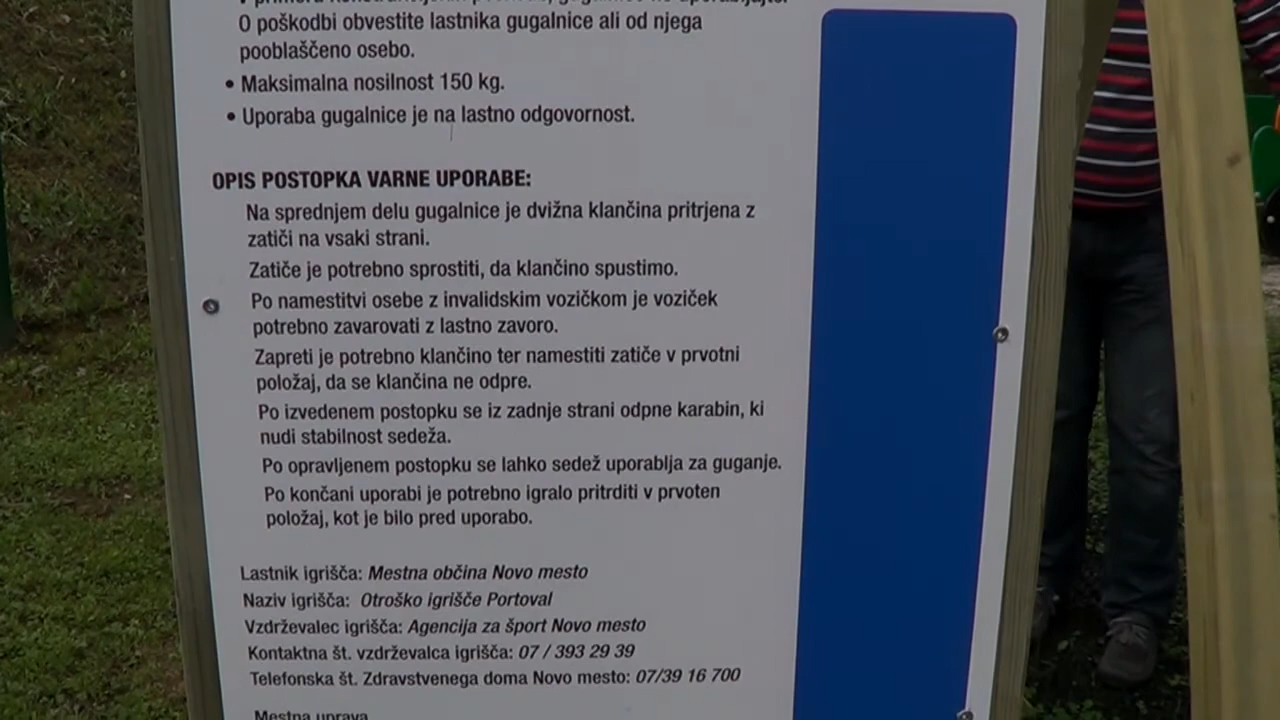 O poškodbi obvestite lastnika gugalnice ali od njega
pooblaščeno osebo.
• Maksimalna nosilnost 150 kg.
• Uporaba gugalnice je na lastno odgovornost.
OPIS POSTOPKA VARNE UPORABE:
Na sprednjem delu gugalnice je dvižna klančina pritrjena z
zatiči na vsaki strani.
Zatiče je potrebno sprostiti, da klančino spustimo.
Po namestitvi osebe z invalidskim vozičkom je voziček
potrebno zavarovati z lastno zavoro.
Zapreti je potrebno klančino ter namestiti zatiče v prvotni
položaj, da se klančina ne odpre.
Po izvedenem postopku se iz zadnje strani odpne karabin, ki
nudi stabilnost sedeža.
Po opravljenem postopku se lahko sedež uporablja za guganje.
Po končani uporabi je potrebno igralo pritrditi v prvoten
položaj, kot je bilo pred uporabo.
Lastnik igrišča: Mestna občina Novo mesto
Naziv igrišča: Otroško igrišče Portoval
Vzdrževalec igrišča: Agencija za šport Novo mesto
Kontaktna št. vzdrževalca igrišča: 07 / 393 29 39
Telefonska št. Zdravstvenega doma Novo mesto: 07/39 16 700
Mestna uprava